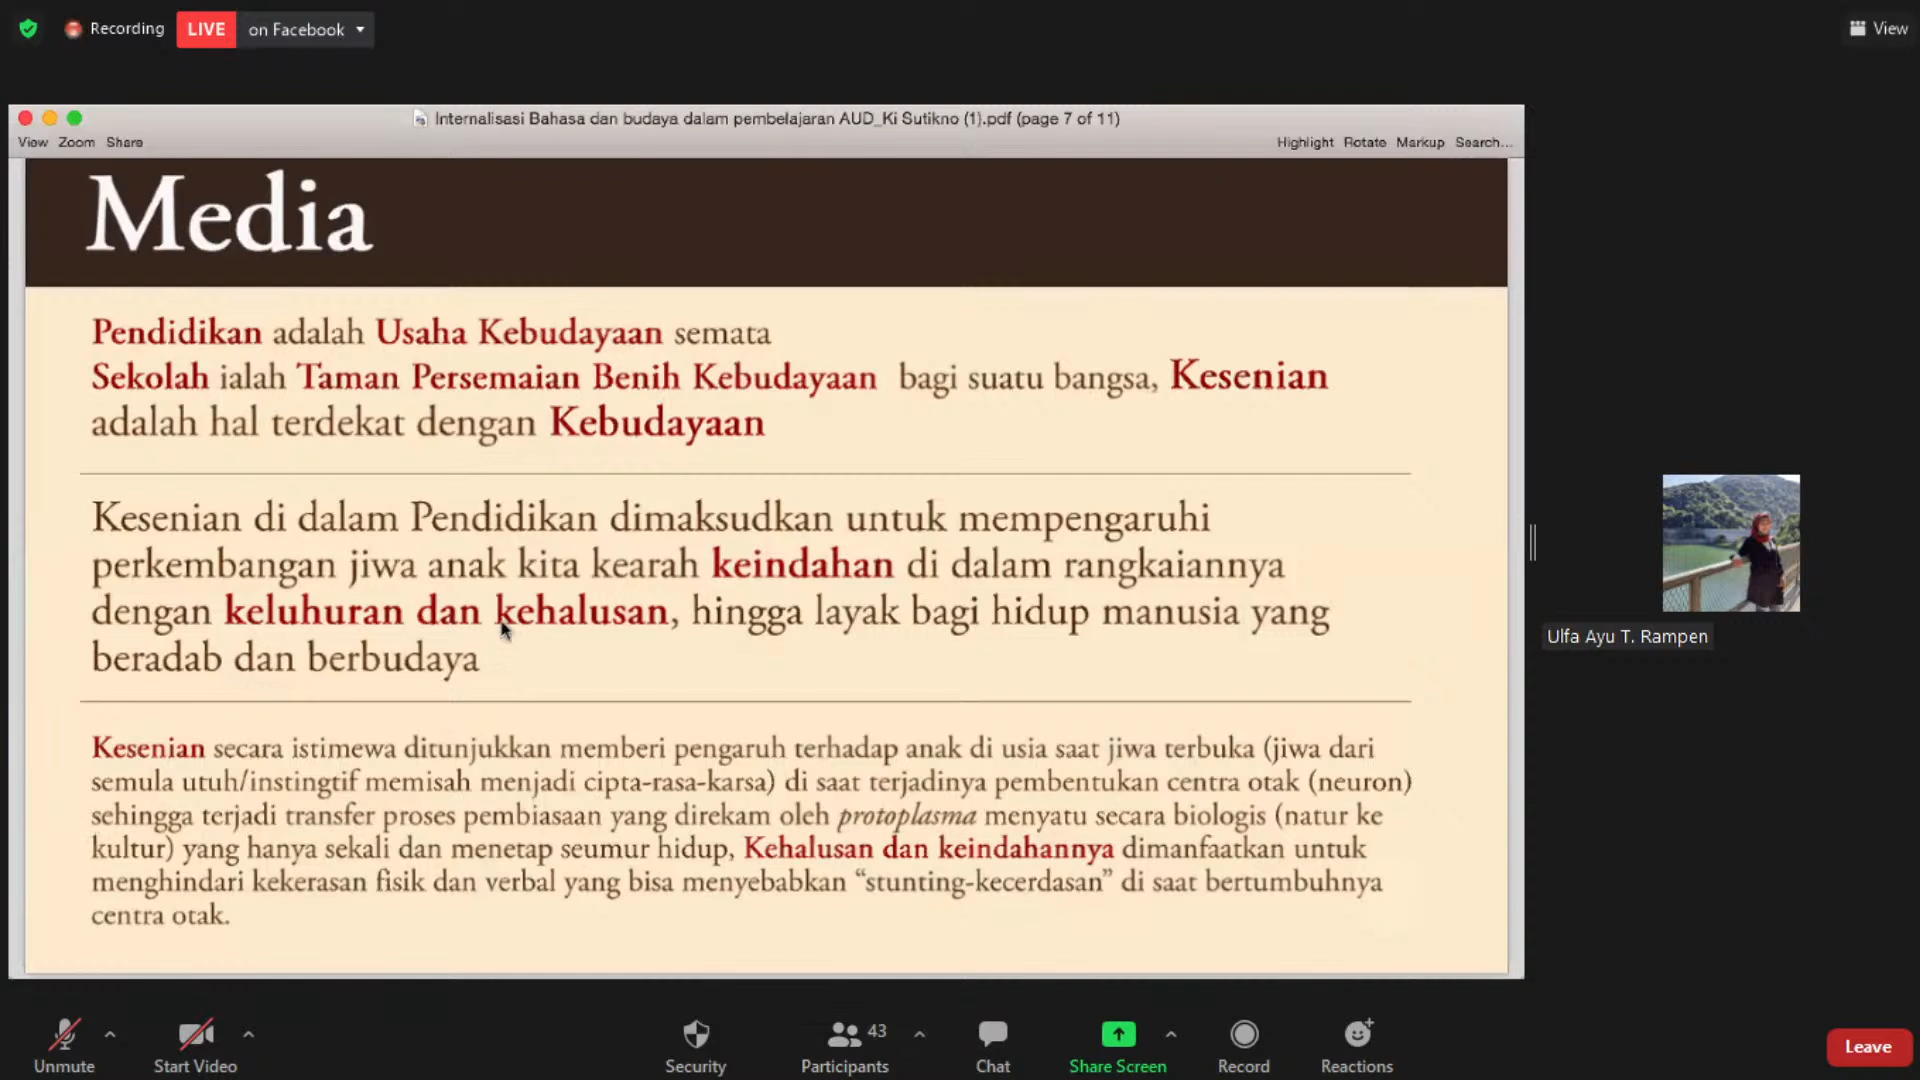 Recording LIVE on Facebook View
Internalisasi Bahasa dan budaya dalam pembelajaran AUD_Ki Sutikno (1).pdf (page 7 of 11)
View Zoom Share Highlight Rotate Markup Search...
Media
Pendidikan adalah Usaha Kebudayaan semata
Sekolah ialah Taman Persemaian Benih Kebudayaan bagi suatu bangsa, Kesenian
adalah hal terdekat dengan Kebudayaan
Kesenian di dalam Pendidikan dimaksudkan untuk mempengaruhi
perkembangan jiwa anak kita kearah keindahan di dalam rangkaiannya
dengan keluhuran dan kehalusan, hingga layak bagi hidup manusia yang
beradab dan berbudaya
Kesenian secara istimewa ditunjukkan memberi pengaruh terhadap anak di usia saat jiwa terbuka (jiwa dari
semula utuh/instingtif memisah menjadi cipta-rasa-karsa) di saat terjadinya pembentukan centra otak (neuron)
sehingga terjadi transfer proses pembiasaan yang direkam oleh protoplasma menyatu secara biologis (natur ke
kultur) yang hanya sekali dan menetap seumur hidup, Kehalusan dan keindahannya dimanfaatkan untuk
menghindari kekerasan fisik dan verbal yang bisa menyebabkan “stunting-kecerdasan” di saat bertumbuhnya
centra otak.
Ulfa Ayu T. Rampen
Unmute Start Video Security Participants 43 Chat Share Screen Record Reactions Leave